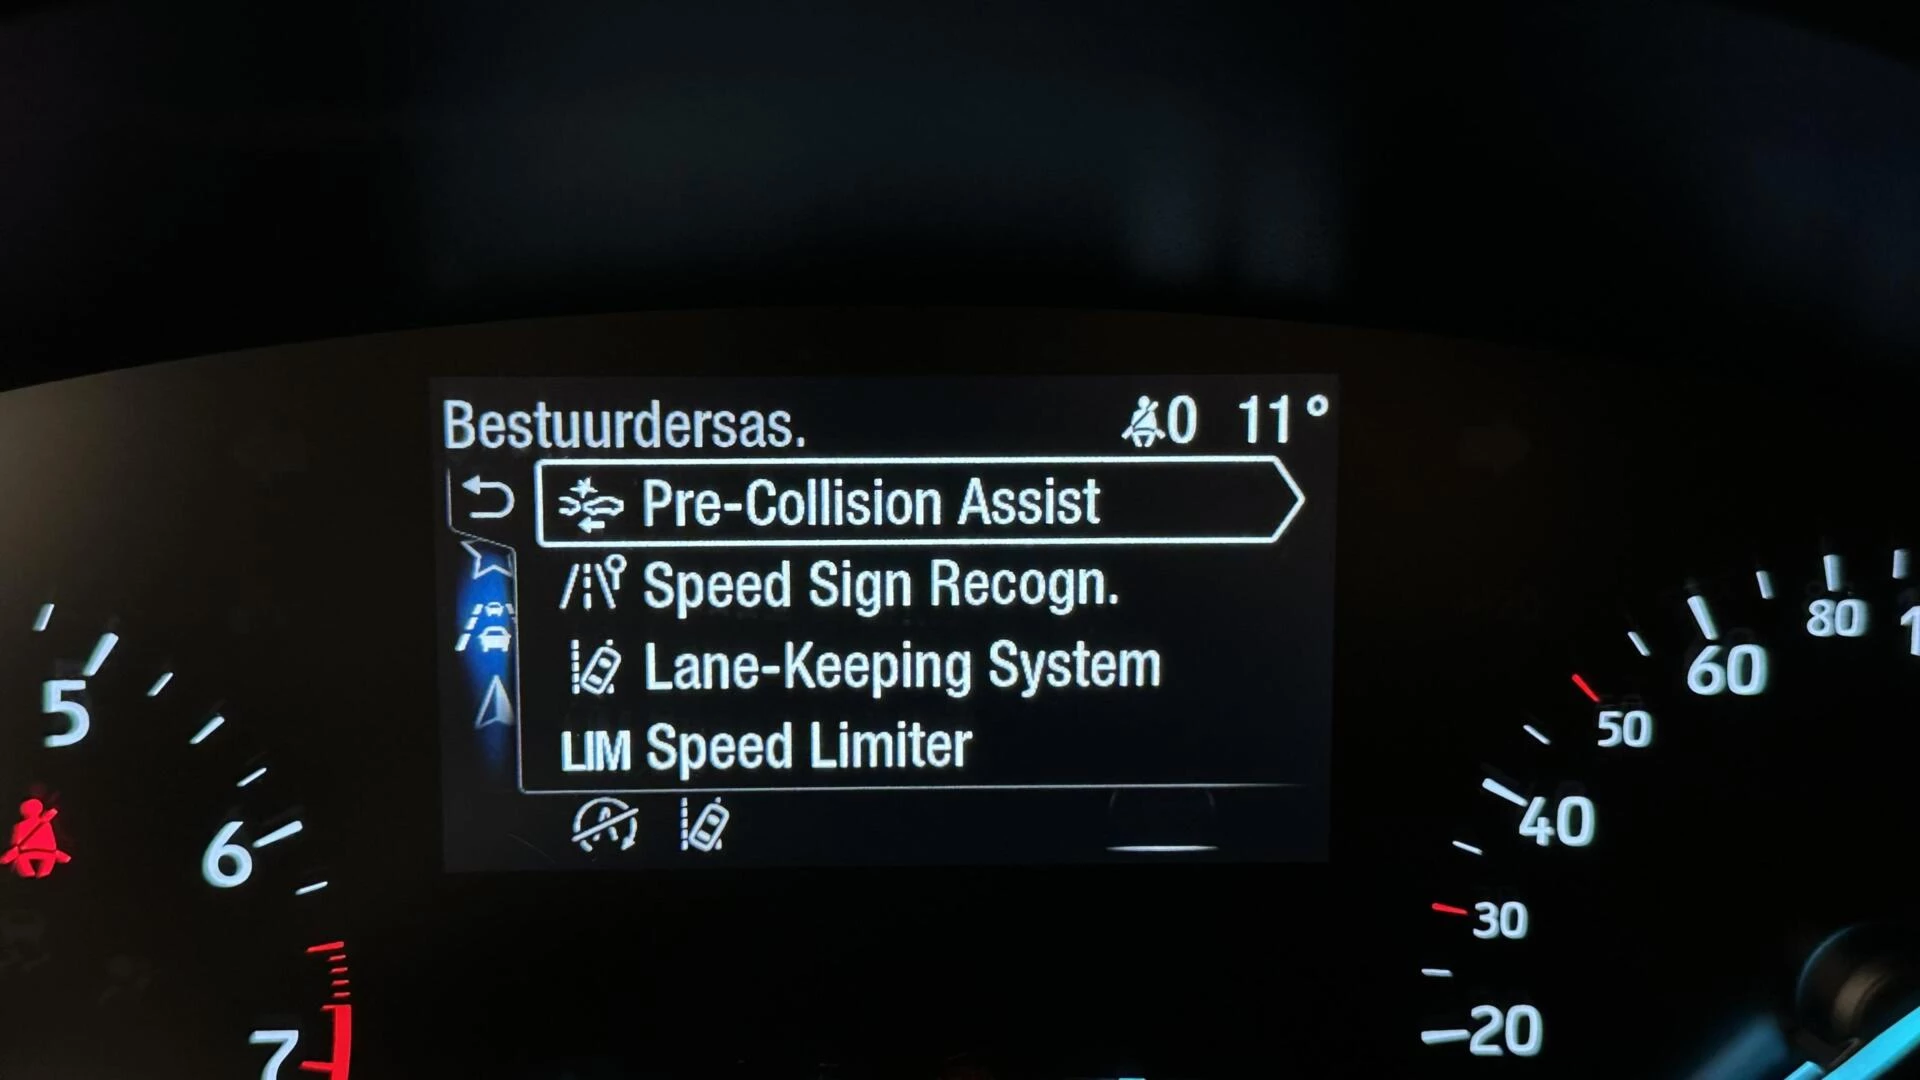 Bestuurdersas. 0 11°
Pre-Collision Assist
Speed Sign Recogn.
Lane-Keeping System
LIM Speed Limiter
5
6
7
20
30
40
50
60
80